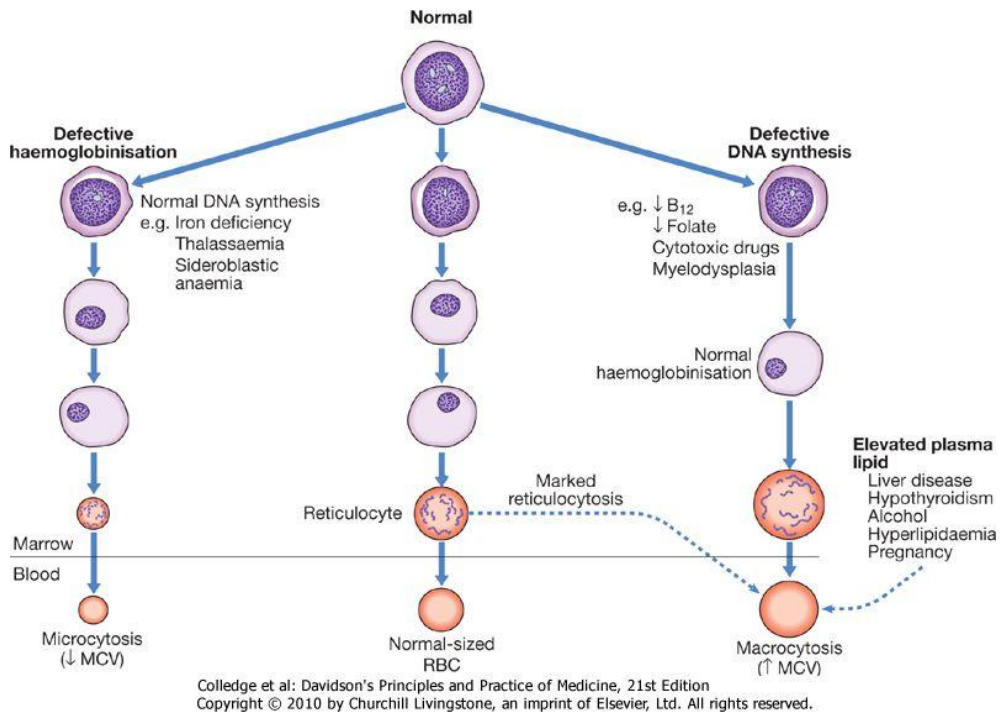 Normal
Defective
haemoglobinisation
Normal DNA synthesis
e.g. Iron deficiency
Thalassaemia
Sideroblastic
anaemia
Defective
DNA synthesis
e.g. ↓ B₁₂
↓ Folate
Cytotoxic drugs
Myelodysplasia
Normal
haemoglobinisation
Elevated plasma
lipid
Liver disease
Hypothyroidism
Alcohol
Hyperlipidaemia
Pregnancy
Marked
reticulocytosis
Reticulocyte
Marrow
Blood
Microcytosis
(↓ MCV)
Normal-sized
RBC
Macrocytosis
(↑ MCV)
Colledge et al: Davidson's Principles and Practice of Medicine, 21st Edition
Copyright © 2010 by Churchill Livingstone, an imprint of Elsevier, Ltd. All rights reserved.